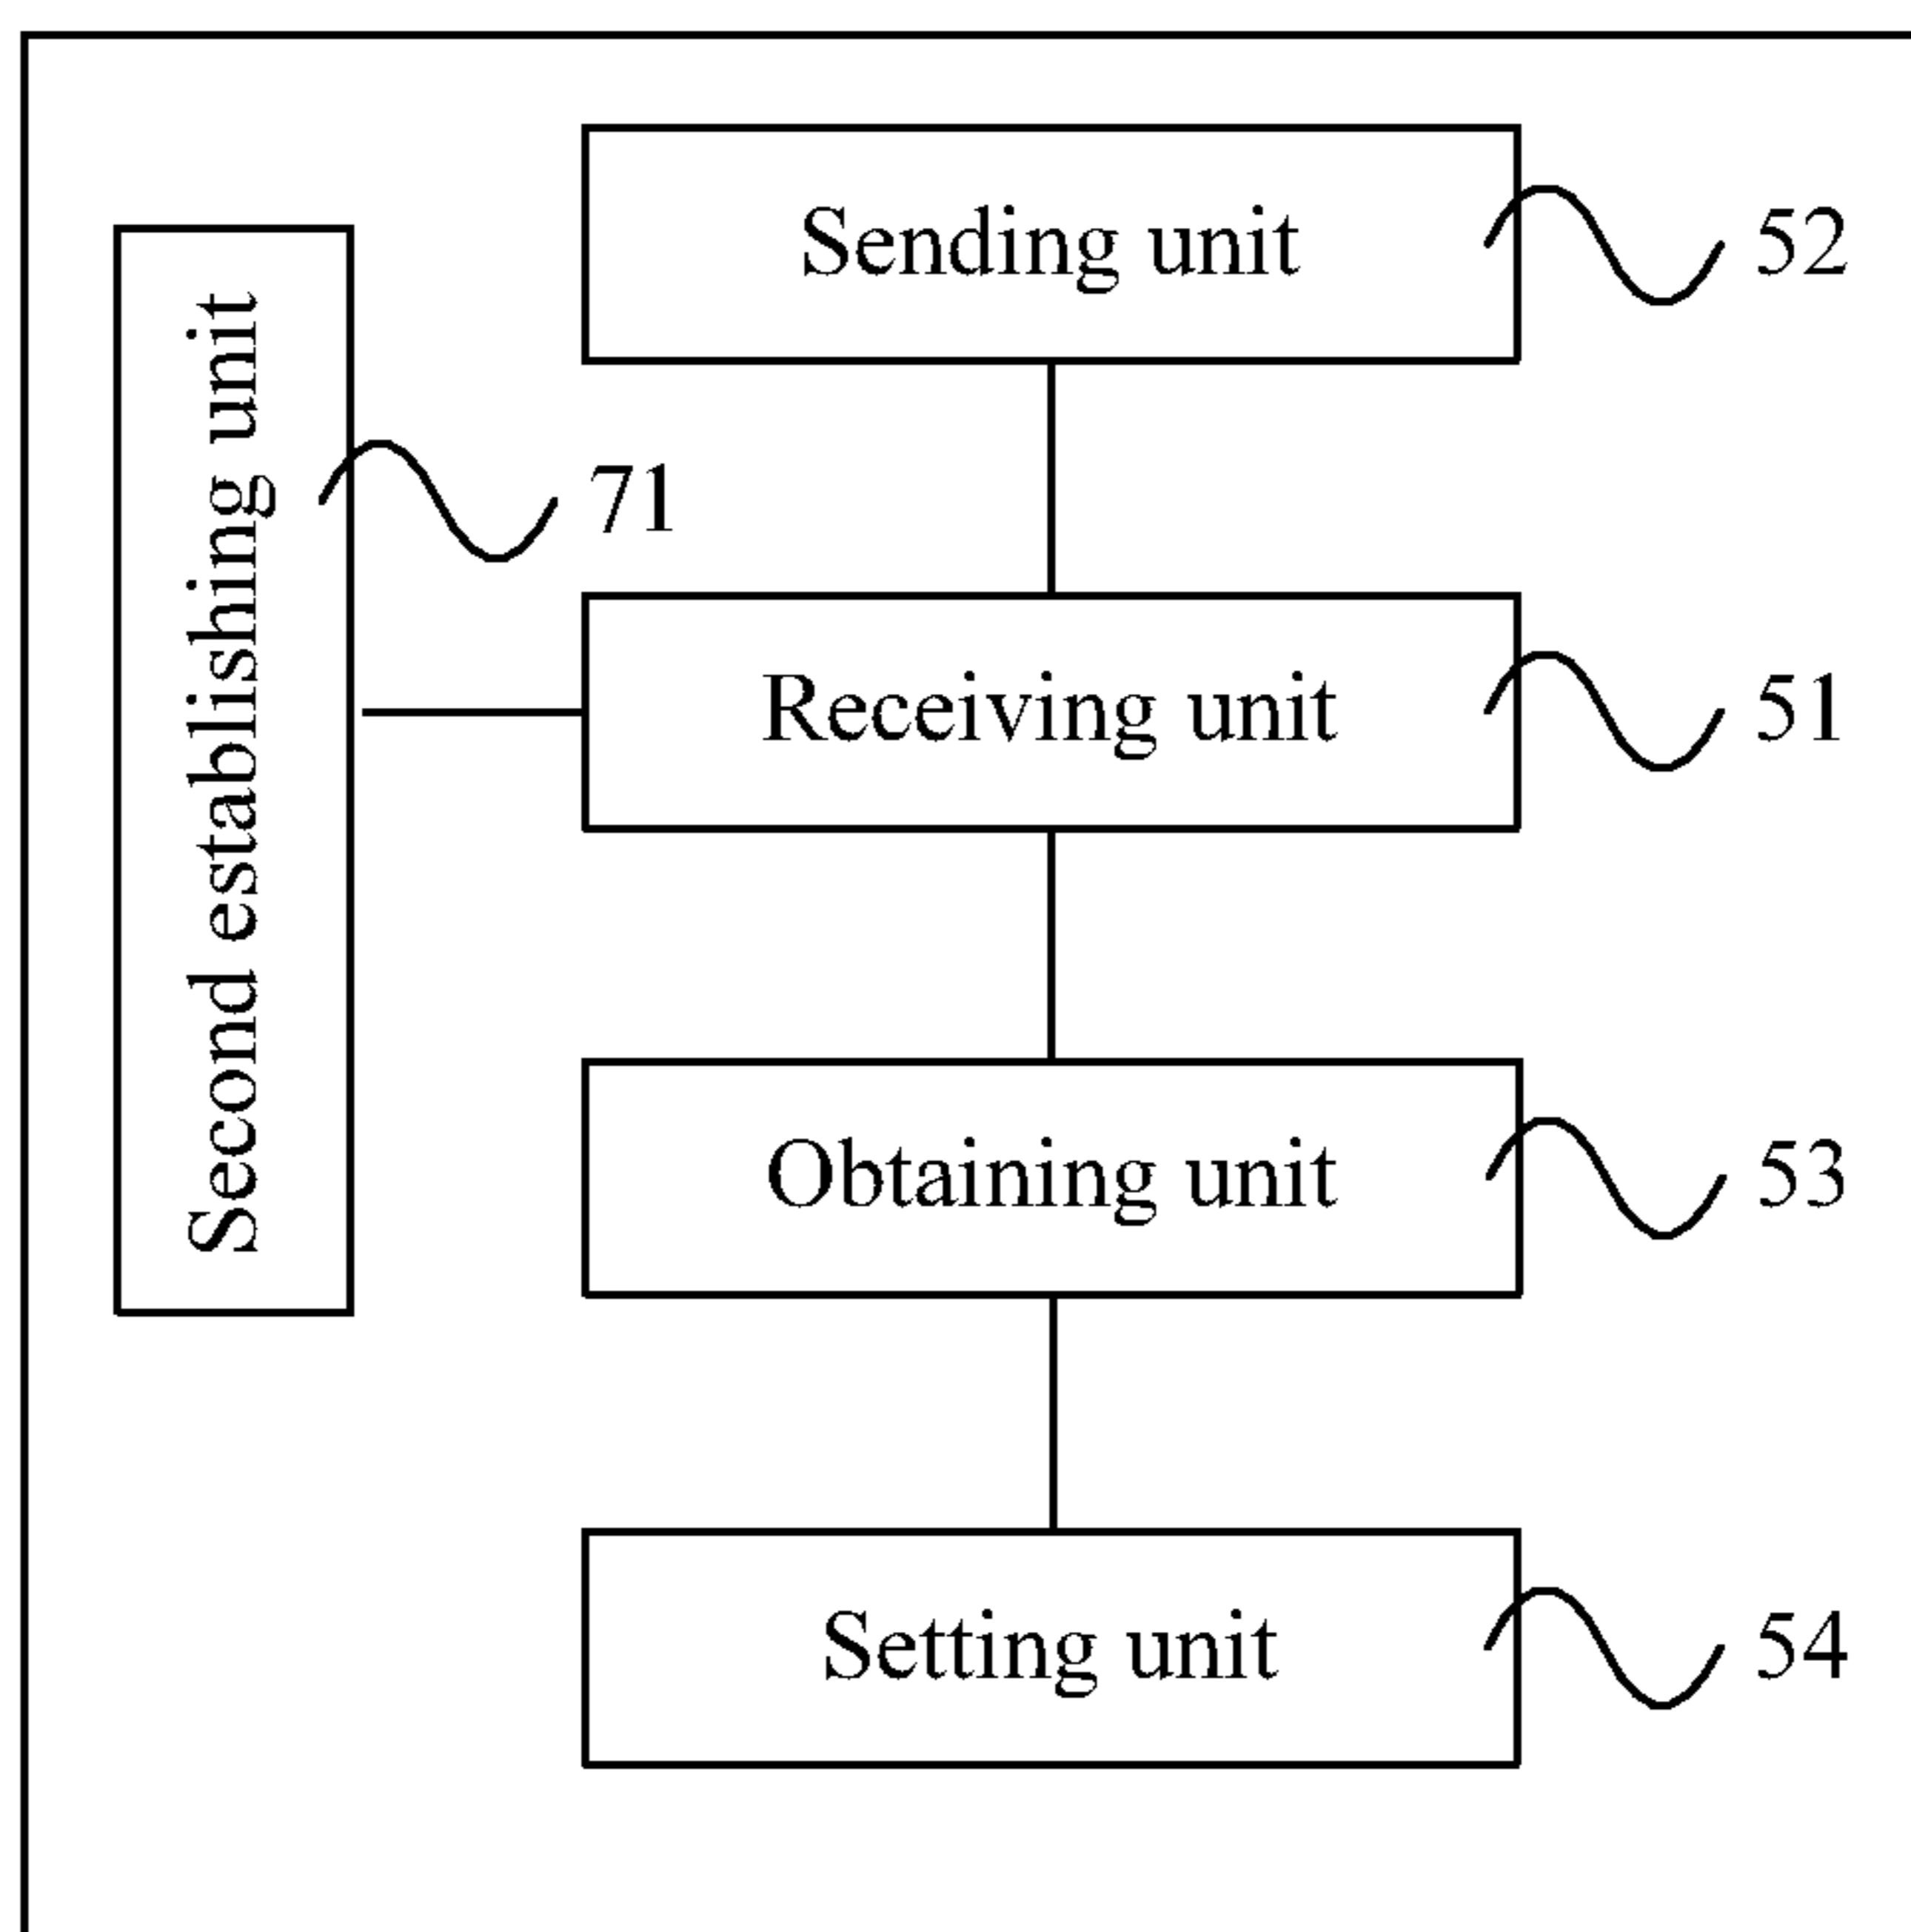 Sending unit
52
Second establishing unit
71
Receiving unit
51
Obtaining unit
53
Setting unit
54